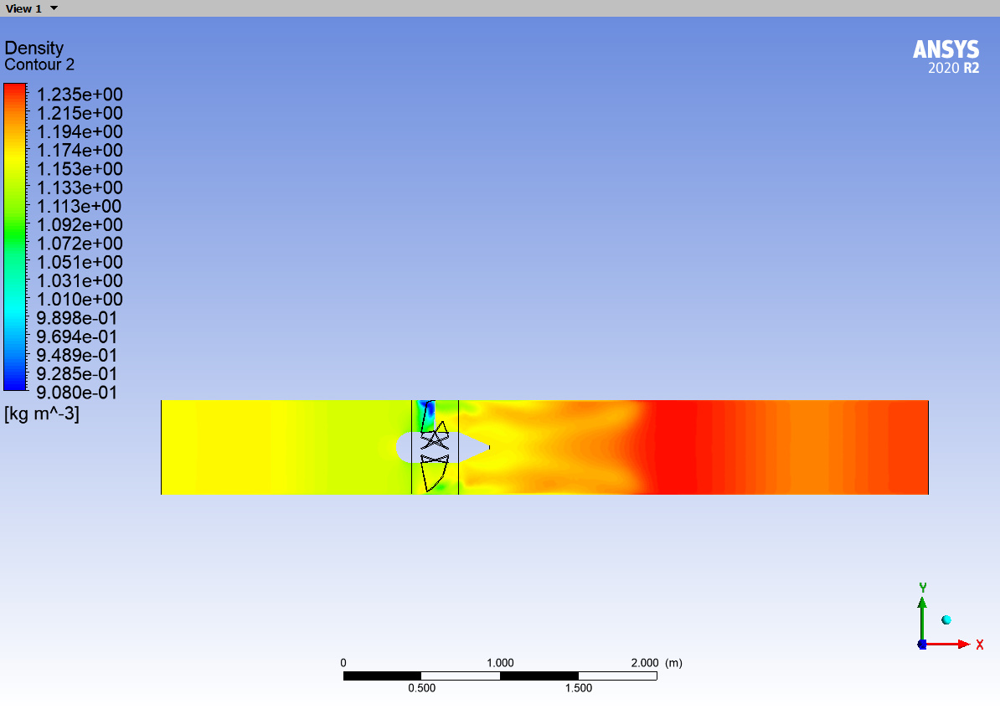 View 1
Density
Contour 2
ANSYS
2020 R2
1.235e+00
1.215e+00
1.194e+00
1.174e+00
1.153e+00
1.133e+00
1.113e+00
1.092e+00
1.072e+00
1.051e+00
1.031e+00
1.010e+00
9.898e-01
9.694e-01
9.489e-01
9.285e-01
9.080e-01
[kg m^-3]
Y
X
0 1.000 2.000 (m)
0.500 1.500